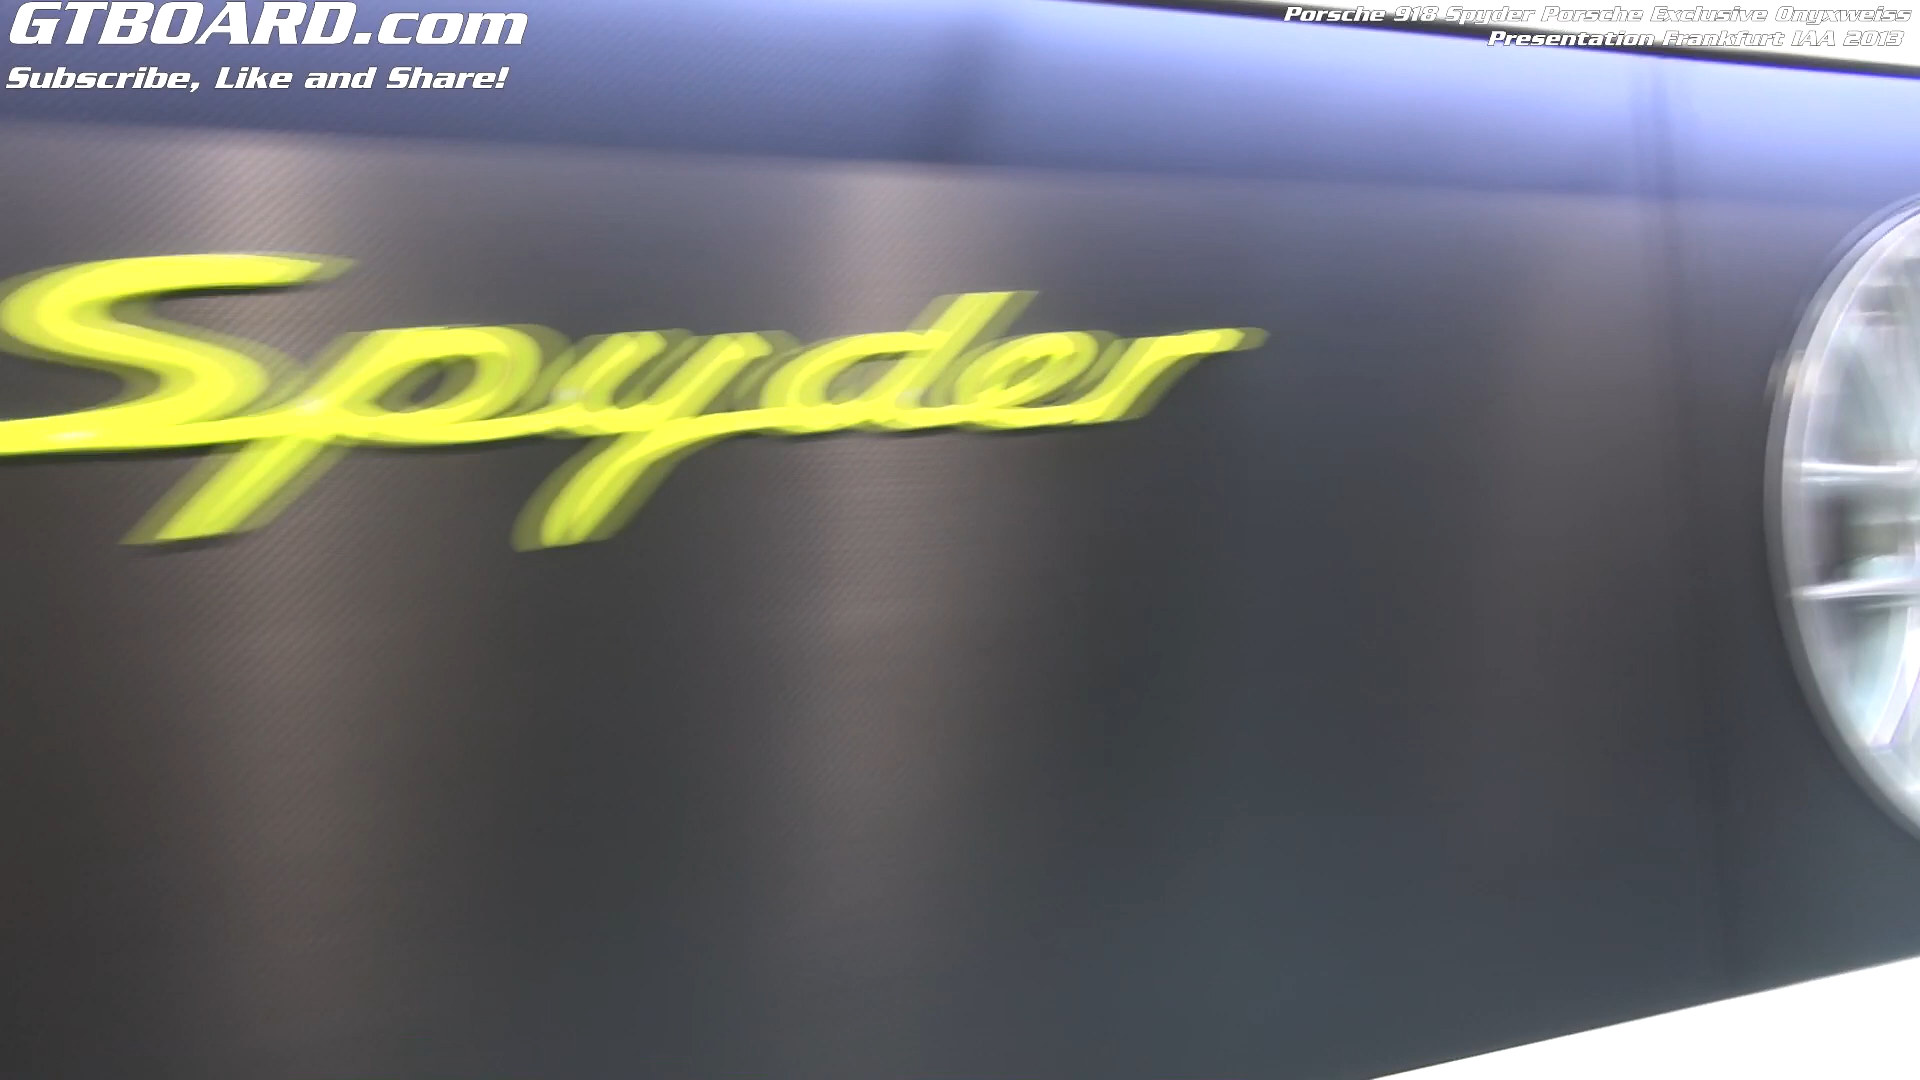 GTBOARD.com
Subscribe, Like and Share!
Porsche 918 Spyder Porsche Exclusive Onyxweiss
Presentation Frankfurt IAA 2013
Spyder